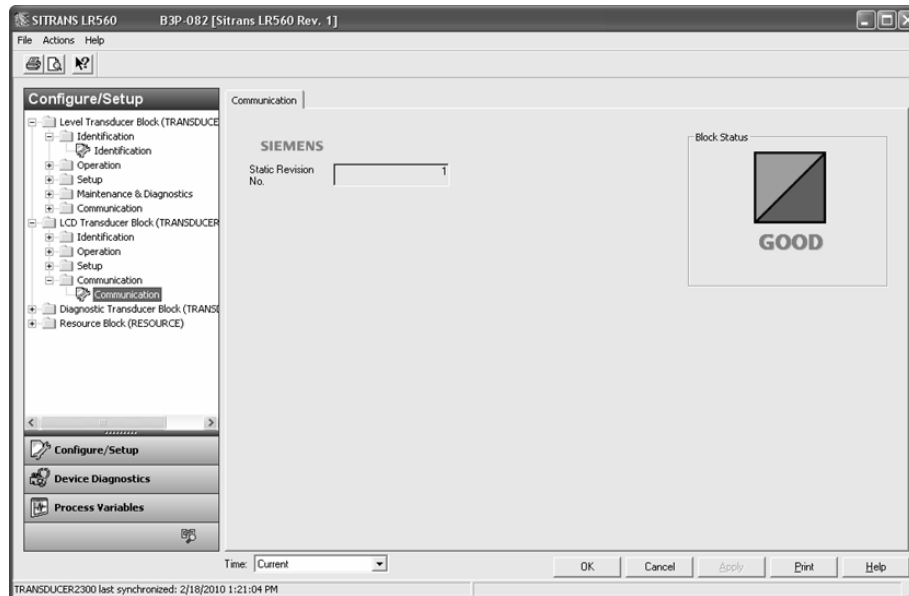 SITRANS LR560 B3P-082 [Sitrans LR560 Rev. 1]
File Actions Help
Configure/Setup
Level Transducer Block (TRANSDUCE
Identification
Identification
Operation
Setup
Maintenance & Diagnostics
Communication
LCD Transducer Block (TRANSDUCER
Identification
Operation
Setup
Communication
Communication
Diagnostic Transducer Block (TRANSD
Resource Block (RESOURCE)
Configure/Setup
Device Diagnostics
Process Variables
Communication
SIEMENS
Static Revision
No.
1
Block Status
GOOD
Time: Current
OK Cancel Apply Print Help
TRANSDUCER2300 last synchronized: 2/18/2010 1:21:04 PM